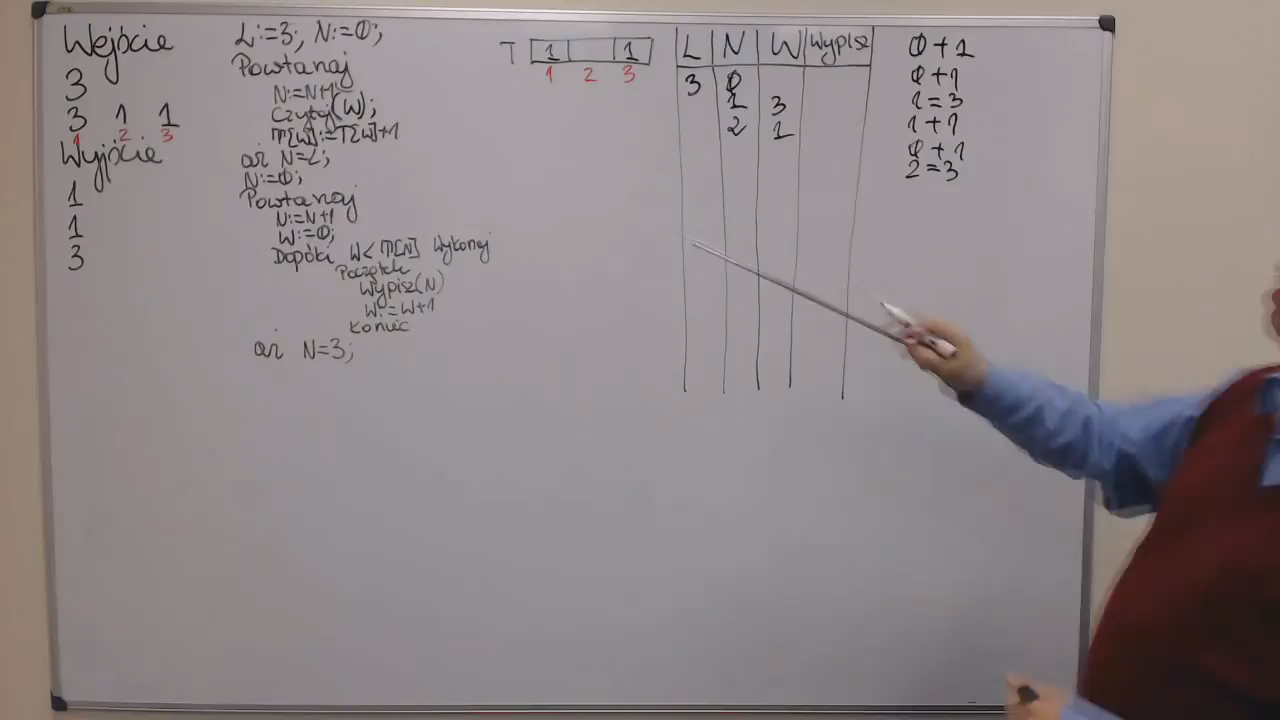 Wejście
3
3 1 1
1 2 3
Wyjście
1
1
3
L:=3; N:=0;
Powtarzaj
N:=N+1
Czytaj(W);
T[W]:=T[W]+1
aż N=L;
N:=0;
Powtarzaj
N:=N+1
W:=0;
Dopóki W<T[N] wykonaj
Początek
Wypisz(N)
W:=W+1
Koniec
aż N=3;
T 1 1
1 2 3
L N W Wypisz
3 0
1 3
2 1
0+1
0+1
1=3
1+1
0+1
2=3